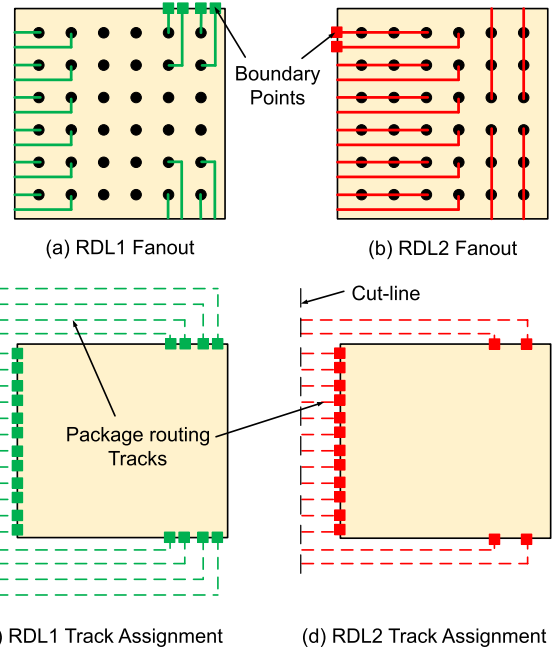 Boundary
Points
(a) RDL1 Fanout
(b) RDL2 Fanout
Cut-line
Package routing
Tracks
) RDL1 Track Assignment
(d) RDL2 Track Assignment